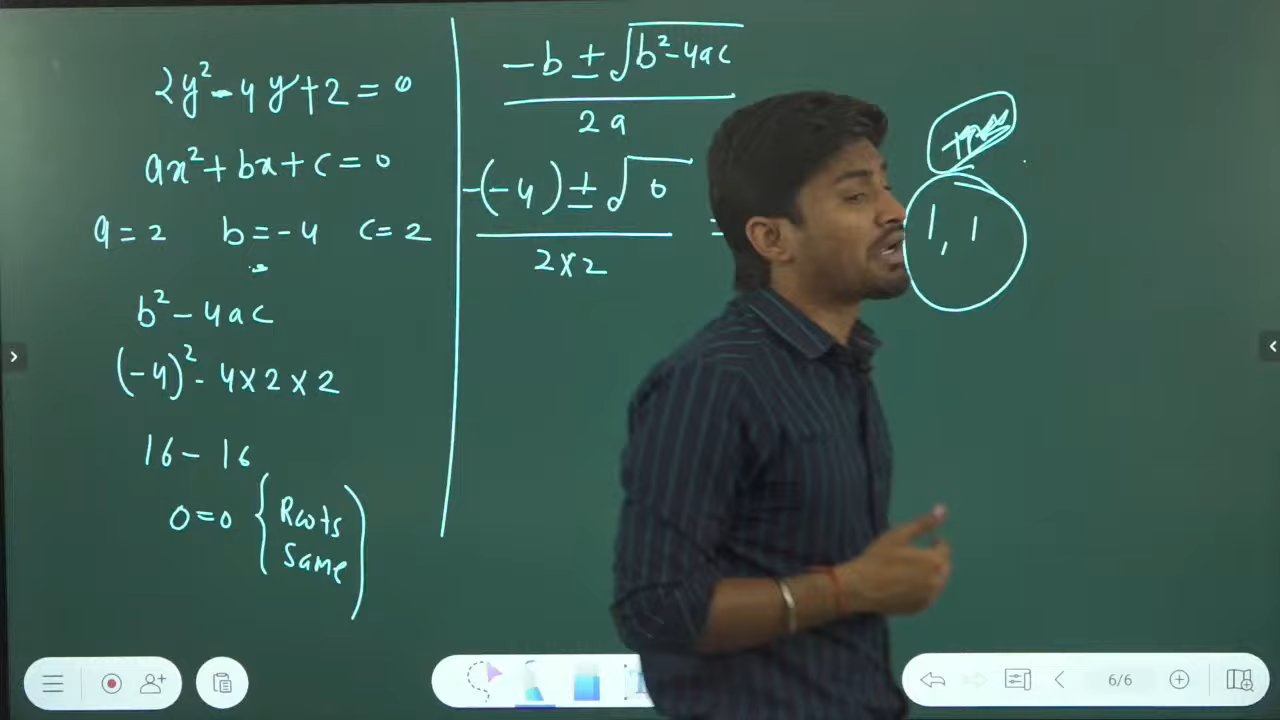 2y² - 4y + 2 = 0
ax² + bx + c = 0
a = 2 b = -4 c = 2
b² - 4ac
(-4)² - 4×2×2
16 - 16
0 = 0 { Roots
Same )
-b ± √b² - 4ac
2a
-(-4) ± √0 =
2×2
1, 1
6/6